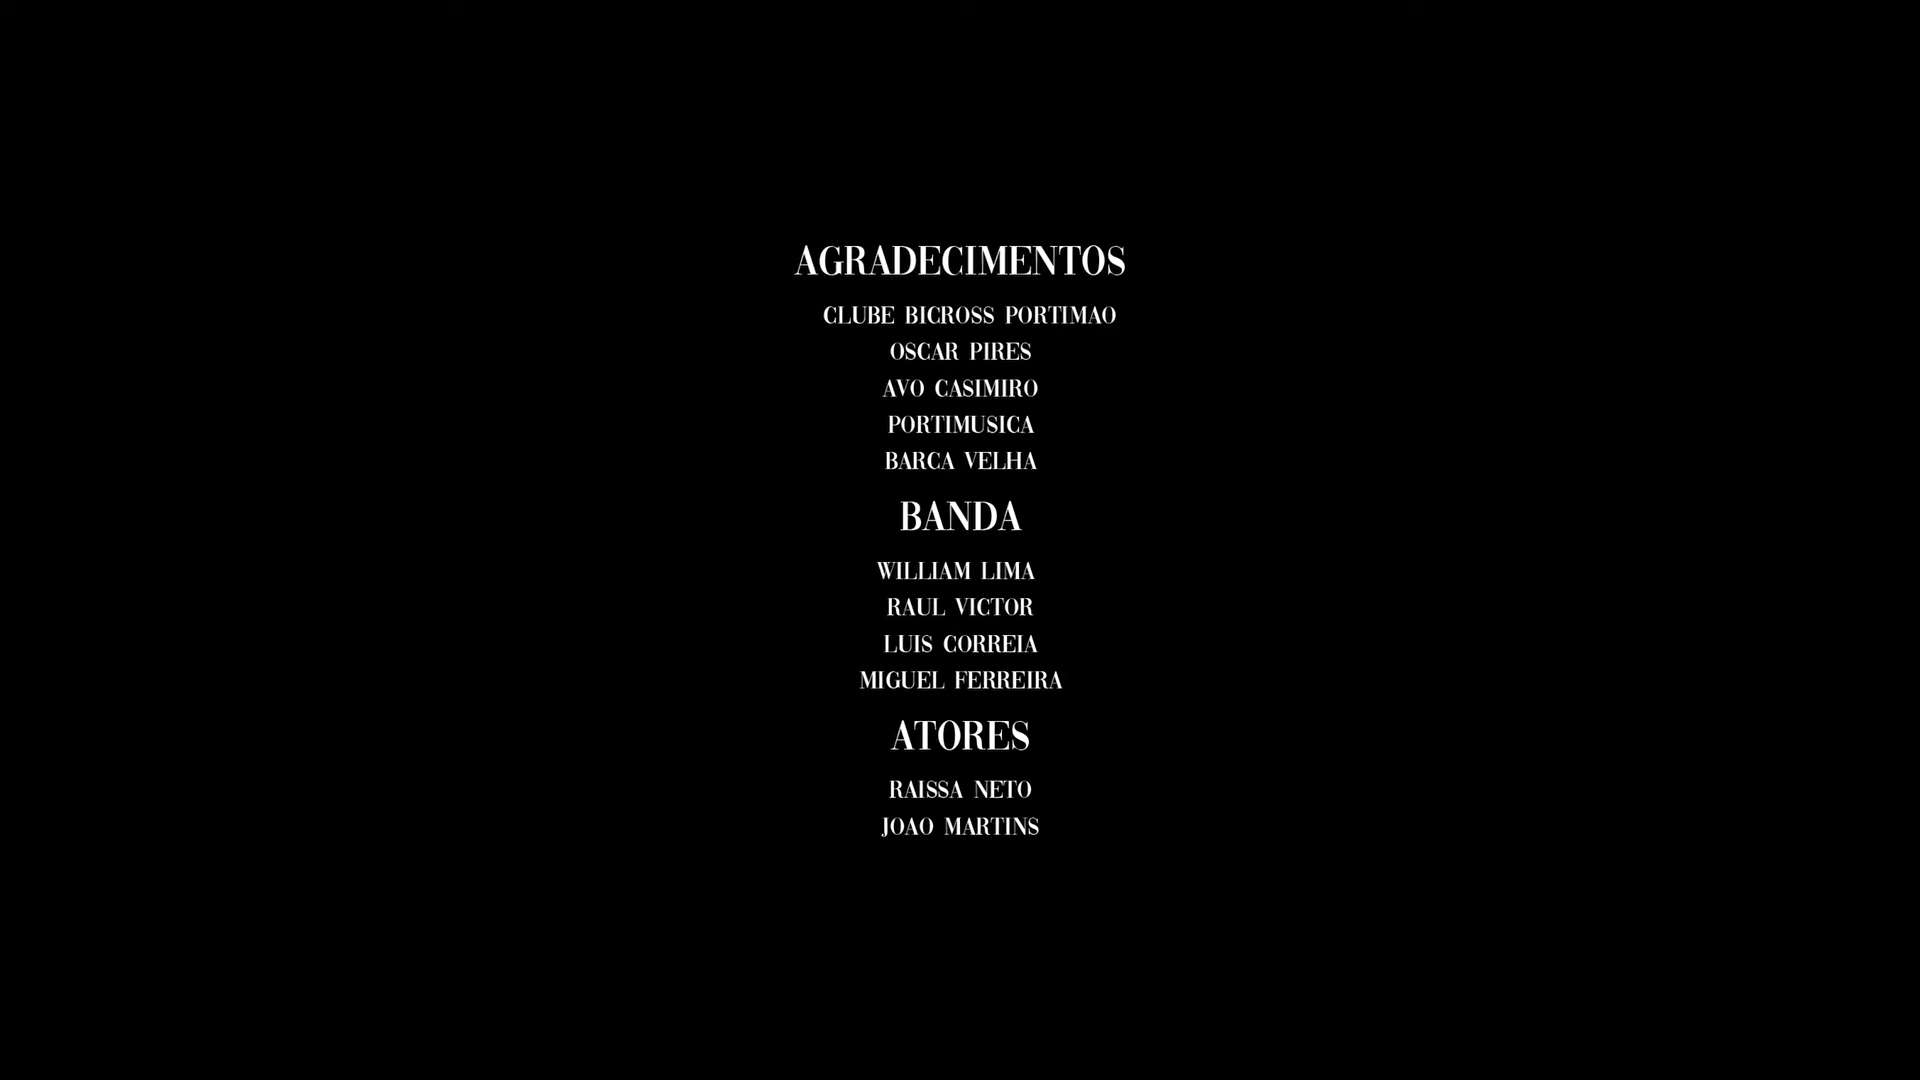 AGRADECIMENTOS
CLUBE BICROSS PORTIMAO
OSCAR PIRES
AVO CASIMIRO
PORTIMUSICA
BARCA VELHA
BANDA
WILLIAM LIMA
RAUL VICTOR
LUIS CORREIA
MIGUEL FERREIRA
ATORES
RAISSA NETO
JOAO MARTINS